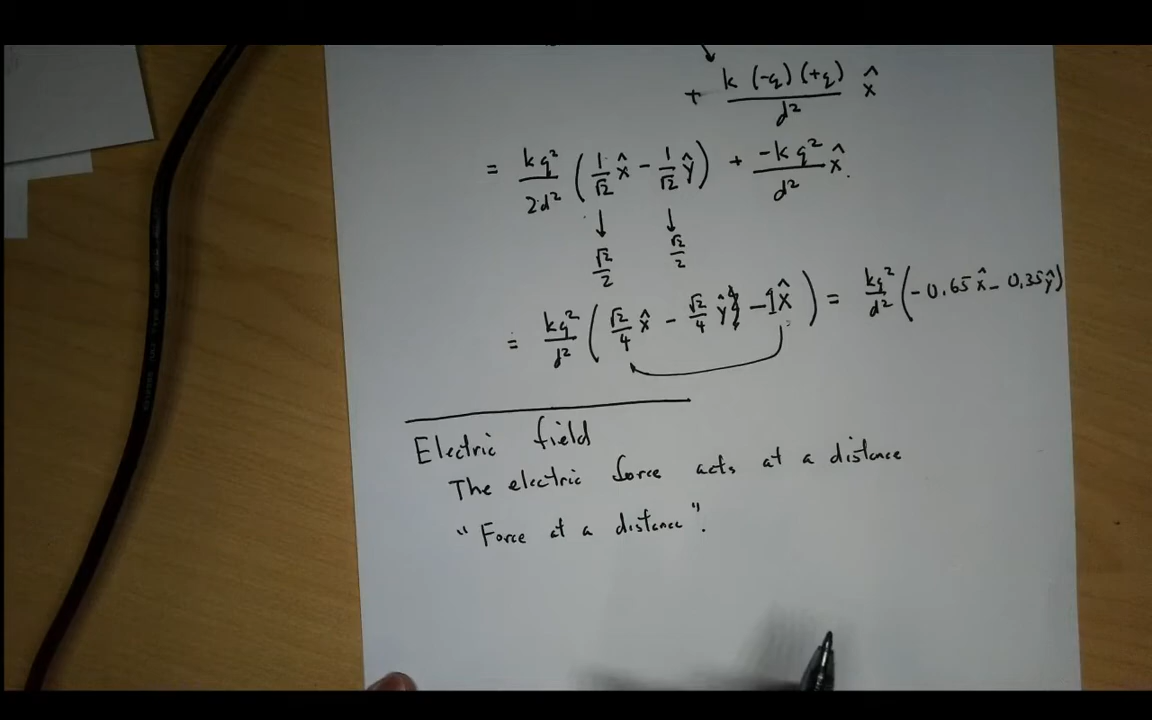 + k (-q) (+q) / d² x̂
= kq² / 2d² ( 1/√2 x̂ - 1/√2 ŷ ) + -kq² / d² x̂.
↓ ↓
√2/2 √2/2
= kq² / d² ( √2/4 x̂ - √2/4 ŷ - 1x̂ ) = kq² / d² ( -0.65 x̂ - 0.35 ŷ )
Electric field
The electric force acts at a distance
"Force at a distance".